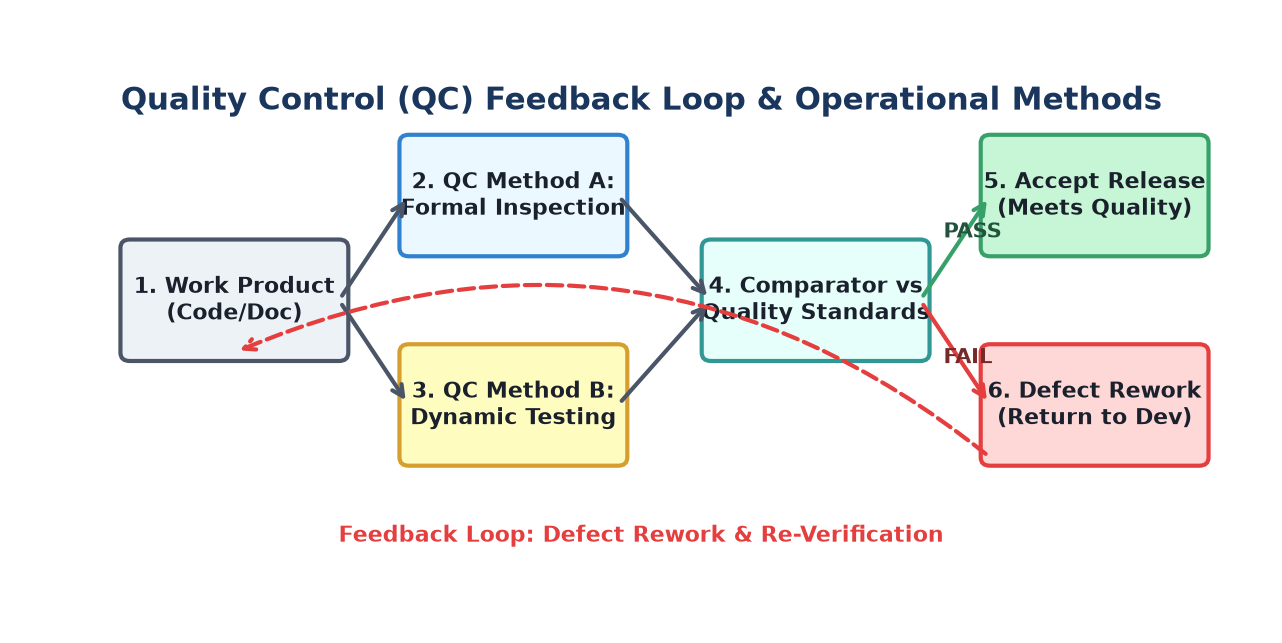 Quality Control (QC) Feedback Loop & Operational Methods
1. Work Product
(Code/Doc)
2. QC Method A:
Formal Inspection
3. QC Method B:
Dynamic Testing
4. Comparator vs
Quality Standards
PASS
5. Accept Release
(Meets Quality)
FAIL
6. Defect Rework
(Return to Dev)
Feedback Loop: Defect Rework & Re-Verification